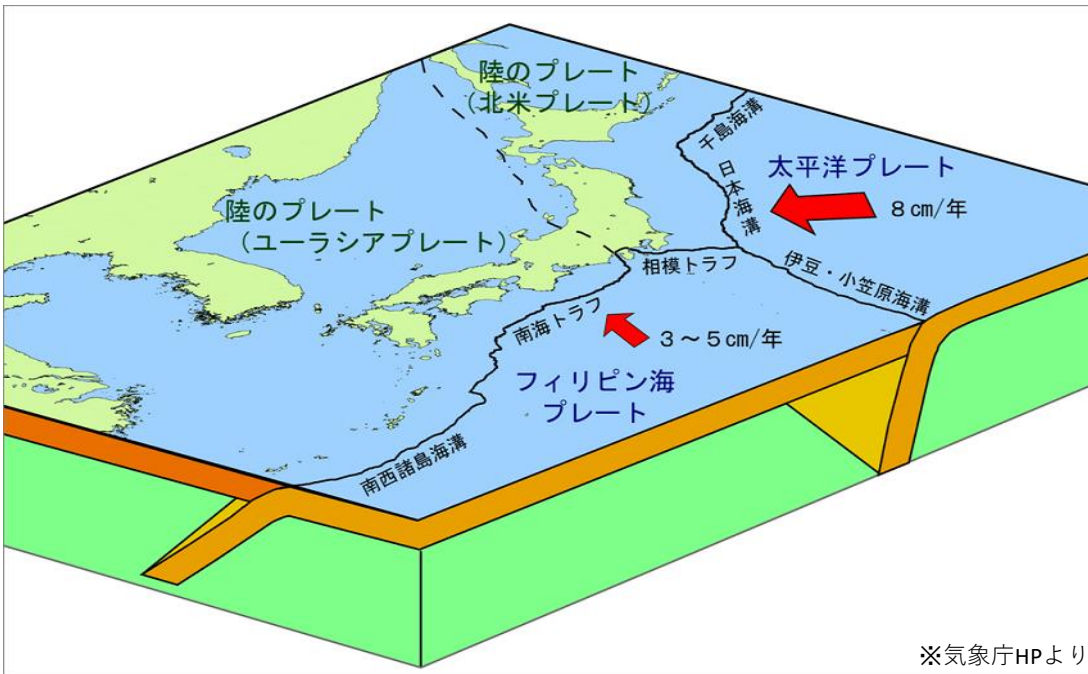 陸のプレート
（北米プレート）
千島海溝
日本海溝
太平洋プレート
8cm/年
陸のプレート
（ユーラシアプレート）
相模トラフ
伊豆・小笠原海溝
南海トラフ
3～5cm/年
フィリピン海
プレート
南西諸島海溝
※気象庁HPより